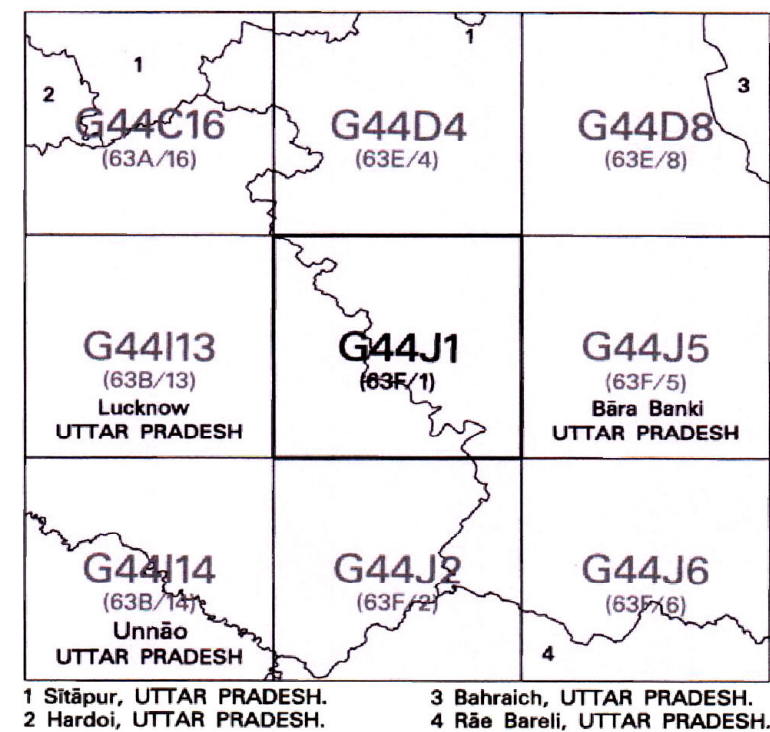 1
1
2
3
G44C16
(63A/16)
G44D4
(63E/4)
G44D8
(63E/8)
G44I13
(63B/13)
Lucknow
UTTAR PRADESH
G44J1
(63F/1)
G44J5
(63F/5)
Bāra Banki
UTTAR PRADESH
G44I14
(63B/14)
Unnāo
UTTAR PRADESH
G44J2
(63F/2)
G44J6
(63F/6)
4
1 Sītāpur, UTTAR PRADESH.
2 Hardoi, UTTAR PRADESH.
3 Bahraich, UTTAR PRADESH.
4 Rāe Bareli, UTTAR PRADESH.